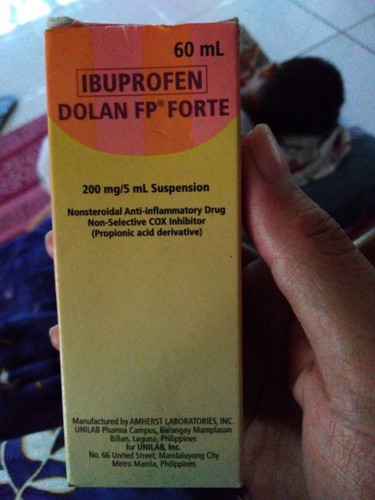 60 mL
IBUPROFEN
DOLAN FP® FORTE
200 mg/5 mL Suspension
Nonsteroidal Anti-inflammatory Drug
Non-Selective COX Inhibitor
(Propionic acid derivative)
Manufactured by AMHERST LABORATORIES, INC.
UNILAB Pharma Campus, Barangay Mamplasan
Biñan, Laguna, Philippines
for UNILAB, Inc.
No. 66 United Street, Mandaluyong City
Metro Manila, Philippines